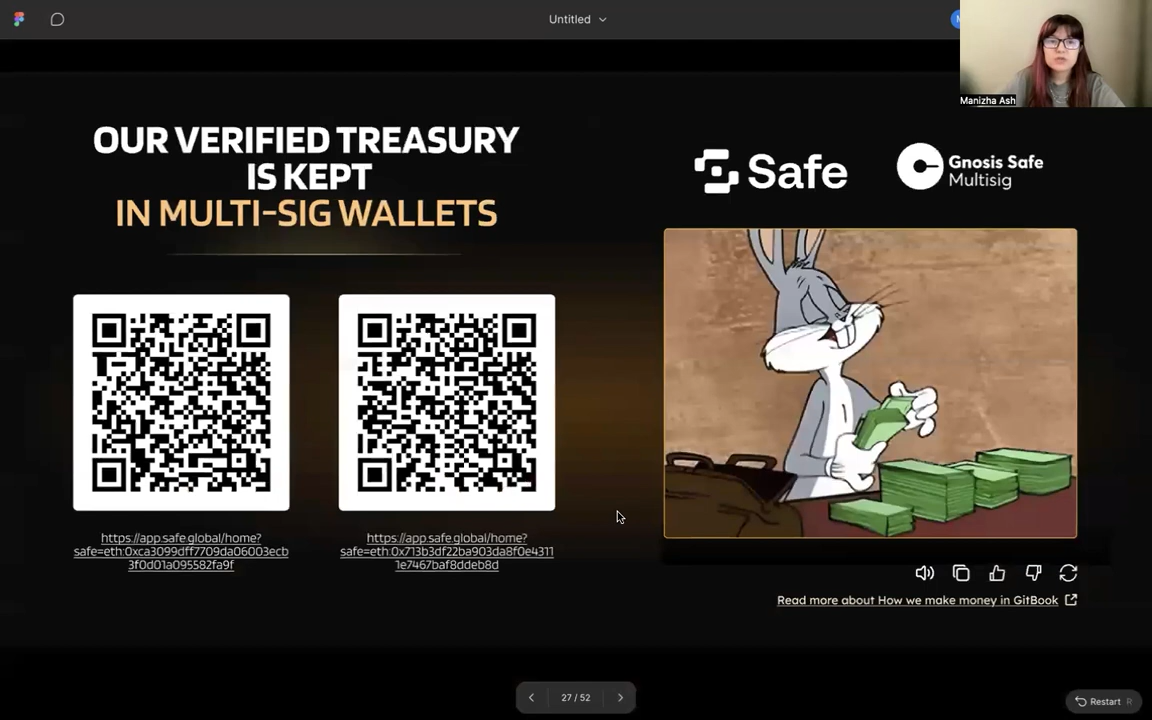 Untitled
Manizha Ash
OUR VERIFIED TREASURY
IS KEPT
IN MULTI-SIG WALLETS
Safe
Gnosis Safe
Multisig
https://app.safe.global/home?
safe=eth:0xca3099dff7709da06003ecb
3f0d01a095582fa9f
https://app.safe.global/home?
safe=eth:0x713b3df22ba903da8f0e4311
1e7467baf8ddeb8d
Read more about How we make money in GitBook
27 / 52
Restart R